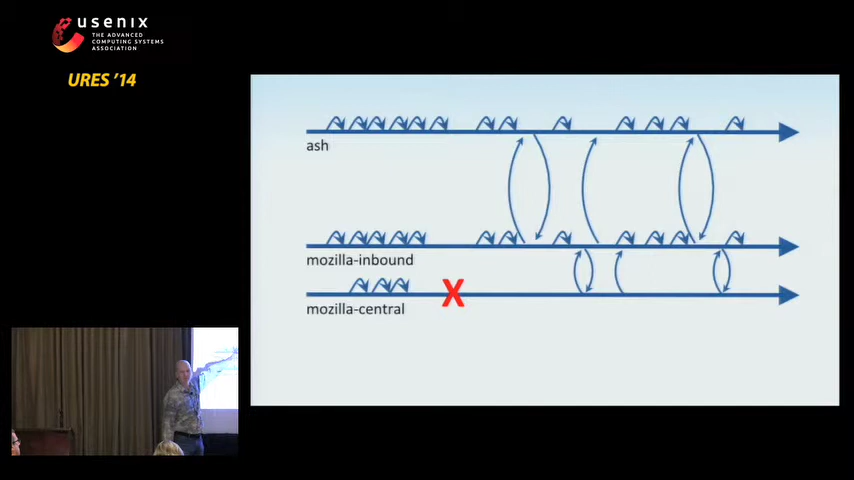 usenix
THE ADVANCED
COMPUTING SYSTEMS
ASSOCIATION
URES '14
ash
mozilla-inbound
X
mozilla-central